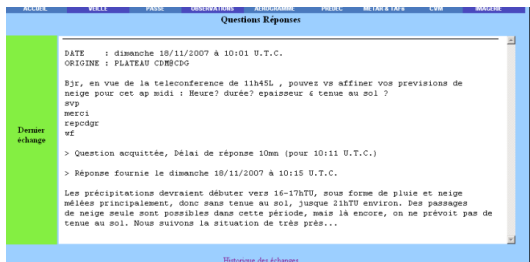 ACCUEIL VEILLE PASSE OBSERVATIONS AEROGRAMME PREDEC METAR & TAFs CVM IMAGERIE
Questions Réponses
DATE : dimanche 18/11/2007 à 10:01 U.T.C.
ORIGINE : PLATEAU CDM@CDG
Bjr, en vue de la teleconference de 11h45L , pouvez vs affiner vos previsions de
neige pour cet ap midi : Heure? durée? epaisseur & tenue au sol ?
svp
merci
repcdgr
wf
Dernier
échange
> Question acquittée, Délai de réponse 10mn (pour 10:11 U.T.C.)
> Réponse fournie le dimanche 18/11/2007 à 10:15 U.T.C.
Les précipitations devraient débuter vers 16-17hTU, sous forme de pluie et neige
mêlées principalement, donc sans tenue au sol, jusque 21hTU environ. Des passages
de neige seule sont possibles dans cette période, mais là encore, on ne prévoit pas de
tenue au sol. Nous suivons la situation de très près...
Historique des échanges